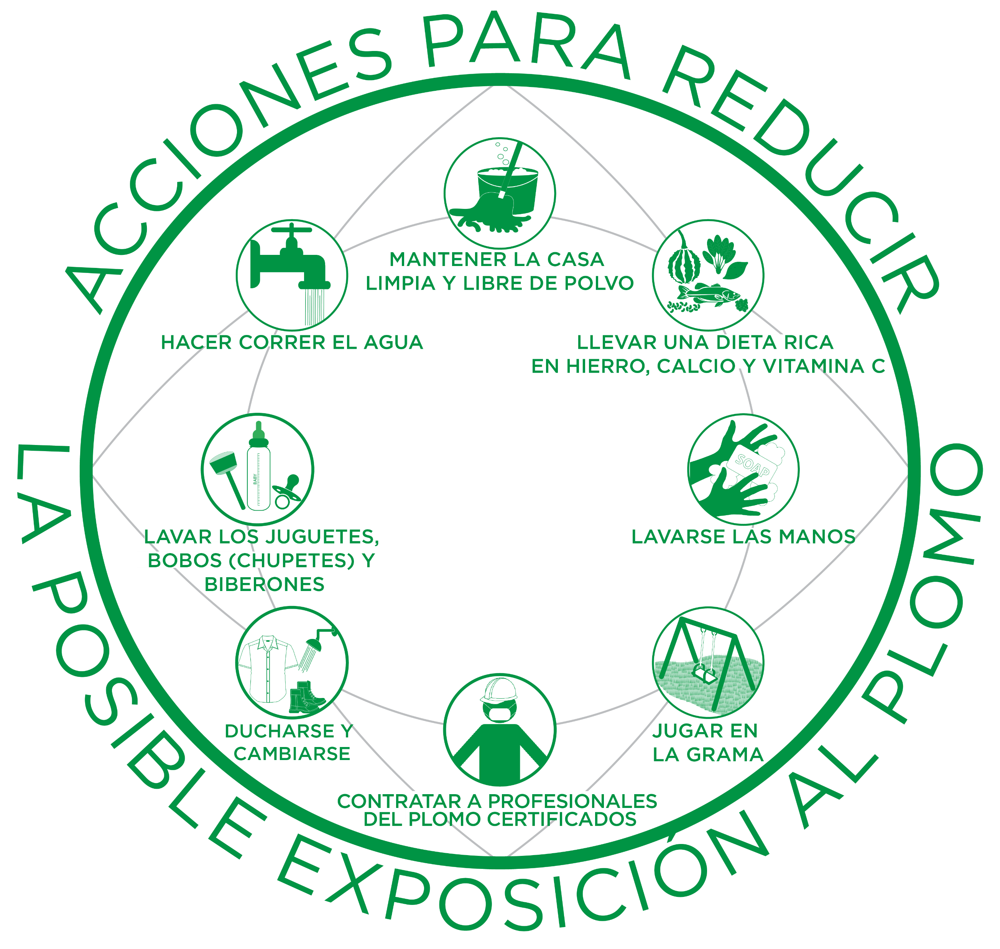 ACCIONES PARA REDUCIR
LA POSIBLE EXPOSICIÓN AL PLOMO
MANTENER LA CASA
LIMPIA Y LIBRE DE POLVO
HACER CORRER EL AGUA
LLEVAR UNA DIETA RICA
EN HIERRO, CALCIO Y VITAMINA C
BABY
LAVAR LOS JUGUETES,
BOBOS (CHUPETES) Y
BIBERONES
SOAP
LAVARSE LAS MANOS
DUCHARSE Y
CAMBIARSE
JUGAR EN
LA GRAMA
CONTRATAR A PROFESIONALES
DEL PLOMO CERTIFICADOS